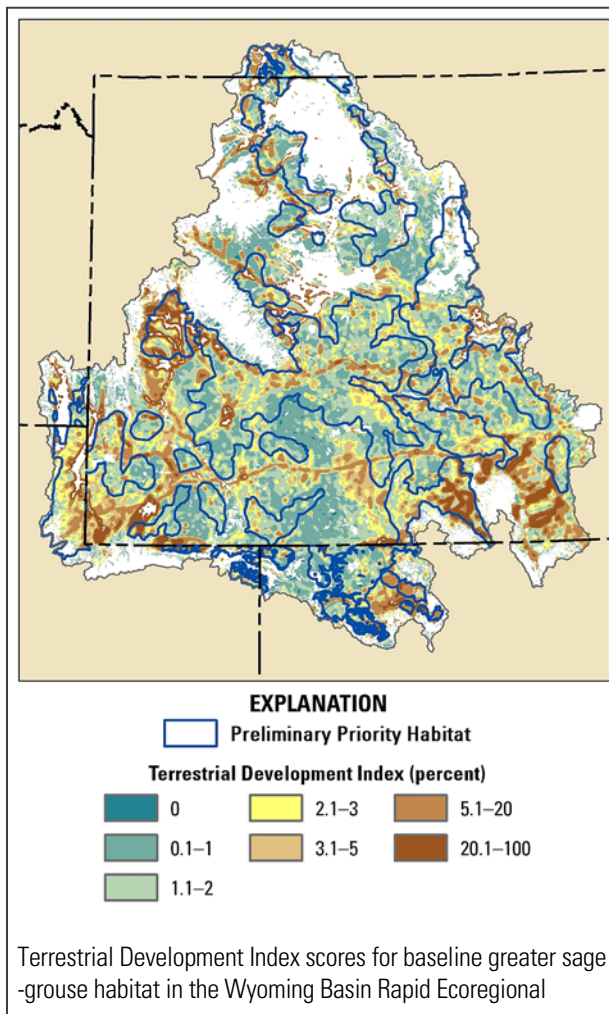 EXPLANATION
Preliminary Priority Habitat
Terrestrial Development Index (percent)
0 2.1–3 5.1–20
0.1–1 3.1–5 20.1–100
1.1–2
Terrestrial Development Index scores for baseline greater sage
-grouse habitat in the Wyoming Basin Rapid Ecoregional